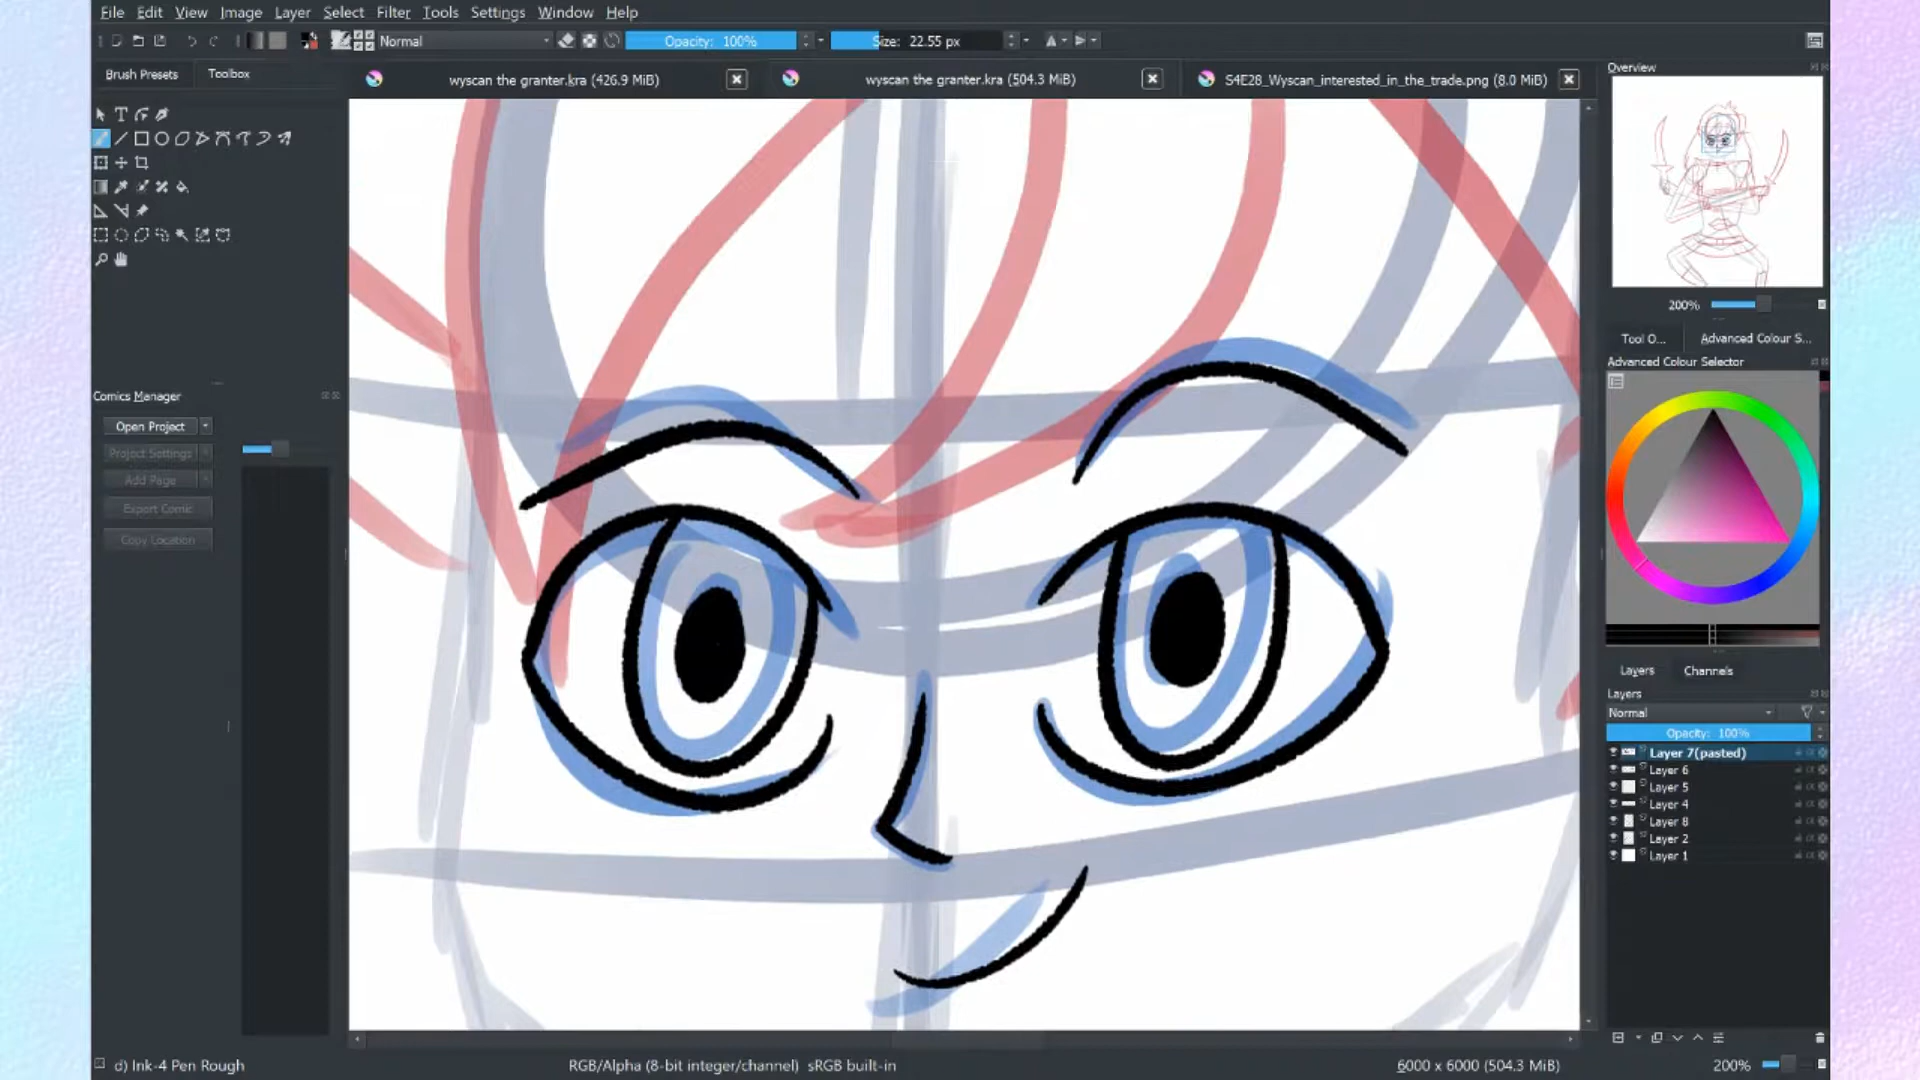 File Edit View Image Layer Select Filter Tools Settings Window Help
Normal Opacity: 100% Size: 22.55 px
Brush Presets Toolbox
wyscan the granter.kra (426.9 MiB) wyscan the granter.kra (504.3 MiB) S4E28_Wyscan_interested_in_the_trade.png (8.0 MiB)
Overview
200%
Tool O... Advanced Colour S...
Advanced Colour Selector
Comics Manager
Open Project
Project Settings
Add Page
Export Comic
Copy Location
Layers Channels
Layers
Normal
Opacity: 100%
Layer 7(pasted)
Layer 6
Layer 5
Layer 4
Layer 8
Layer 2
Layer 1
d) Ink-4 Pen Rough RGB/Alpha (8-bit integer/channel) sRGB built-in 6000 x 6000 (504.3 MiB) 200%